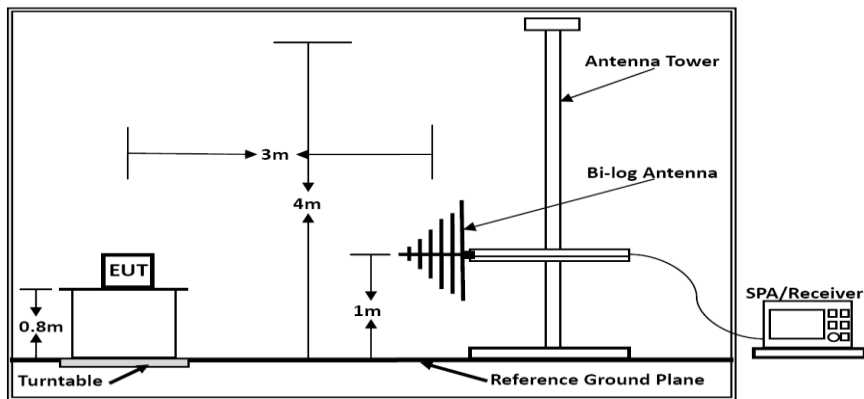 Antenna Tower
3m
Bi-log Antenna
4m
EUT
1m
0.8m
SPA/Receiver
Turntable
Reference Ground Plane